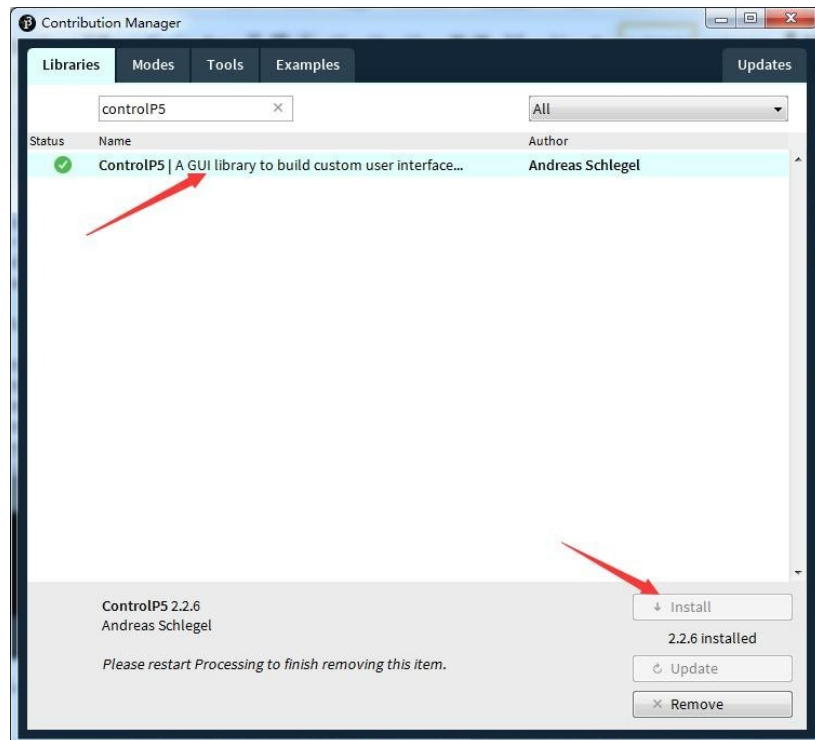 Contribution Manager
Libraries Modes Tools Examples Updates
controlP5 All
Status Name Author
ControlP5 | A GUI library to build custom user interface... Andreas Schlegel
ControlP5 2.2.6
Andreas Schlegel
Install
2.2.6 installed
Please restart Processing to finish removing this item.
Update
Remove